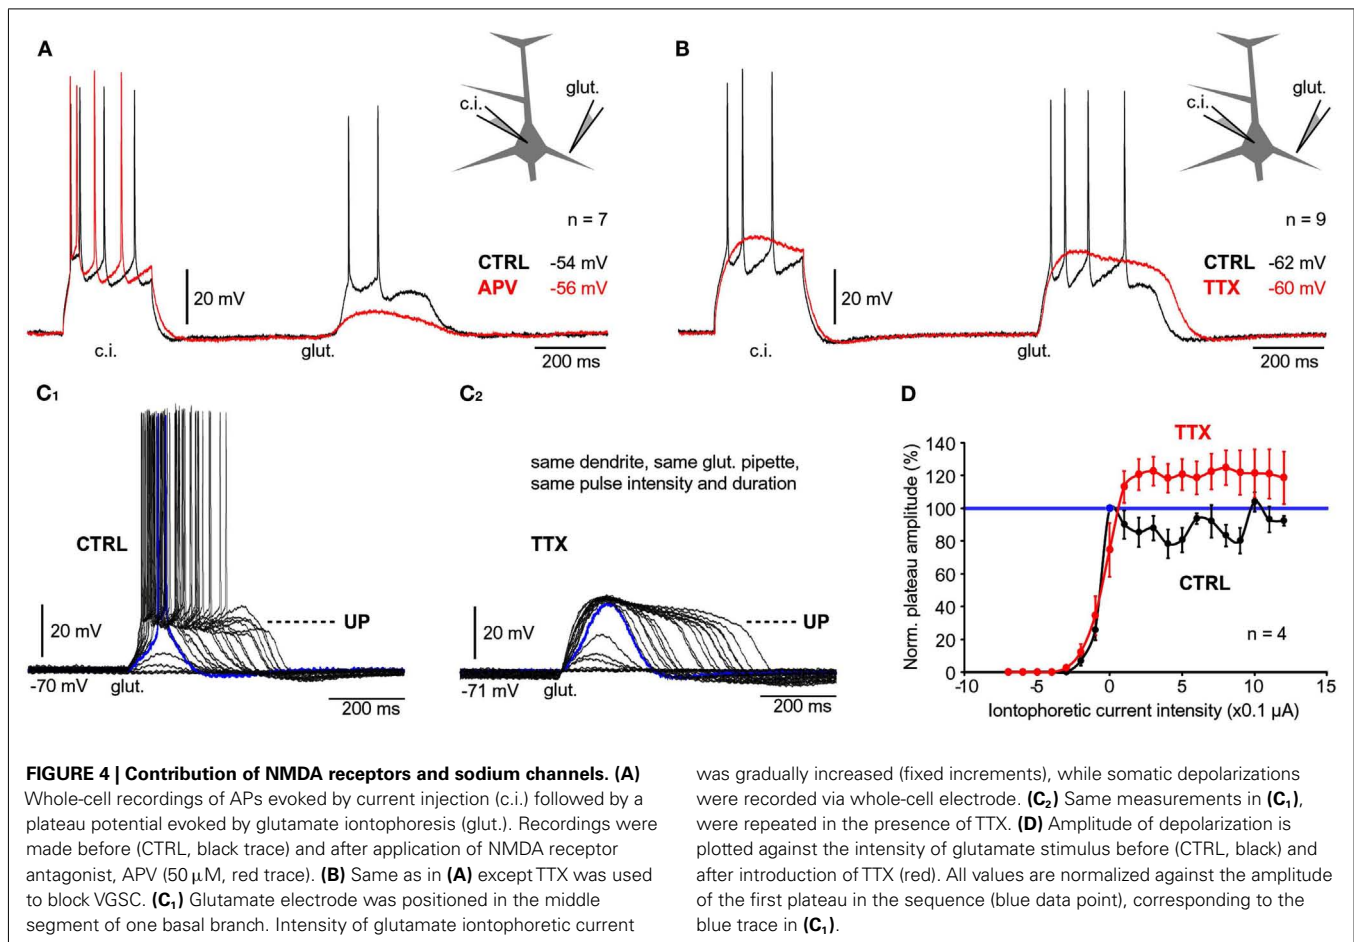 A
c.i.
glut.
n = 7
CTRL -54 mV
APV -56 mV
20 mV
c.i.
glut.
200 ms
B
c.i.
glut.
n = 9
CTRL -62 mV
TTX -60 mV
20 mV
c.i.
glut.
200 ms
C1
CTRL
20 mV
UP
-70 mV
glut.
200 ms
C2
same dendrite, same glut. pipette,
same pulse intensity and duration
TTX
20 mV
UP
-71 mV
glut.
200 ms
D
TTX
CTRL
n = 4
Norm. plateau amplitude (%)
140
120
100
80
60
40
20
0
-10 -5 0 5 10 15
Iontophoretic current intensity (x0.1 µA)
FIGURE 4 | Contribution of NMDA receptors and sodium channels. (A)
Whole-cell recordings of APs evoked by current injection (c.i.) followed by a
plateau potential evoked by glutamate iontophoresis (glut.). Recordings were
made before (CTRL, black trace) and after application of NMDA receptor
antagonist, APV (50 µM, red trace). (B) Same as in (A) except TTX was used
to block VGSC. (C1) Glutamate electrode was positioned in the middle
segment of one basal branch. Intensity of glutamate iontophoretic current
was gradually increased (fixed increments), while somatic depolarizations
were recorded via whole-cell electrode. (C2) Same measurements in (C1),
were repeated in the presence of TTX. (D) Amplitude of depolarization is
plotted against the intensity of glutamate stimulus before (CTRL, black) and
after introduction of TTX (red). All values are normalized against the amplitude
of the first plateau in the sequence (blue data point), corresponding to the
blue trace in (C1).